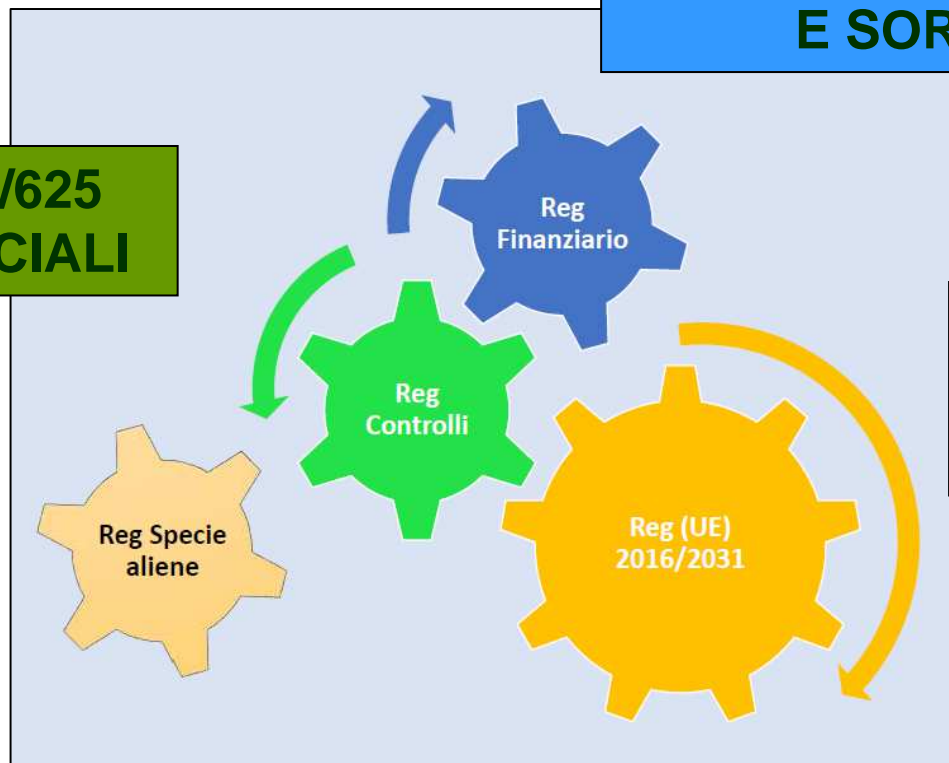 E SOR
/625
CIALI
Reg
Finanziario
Reg
Controlli
Reg Specie
aliene
Reg (UE)
2016/2031